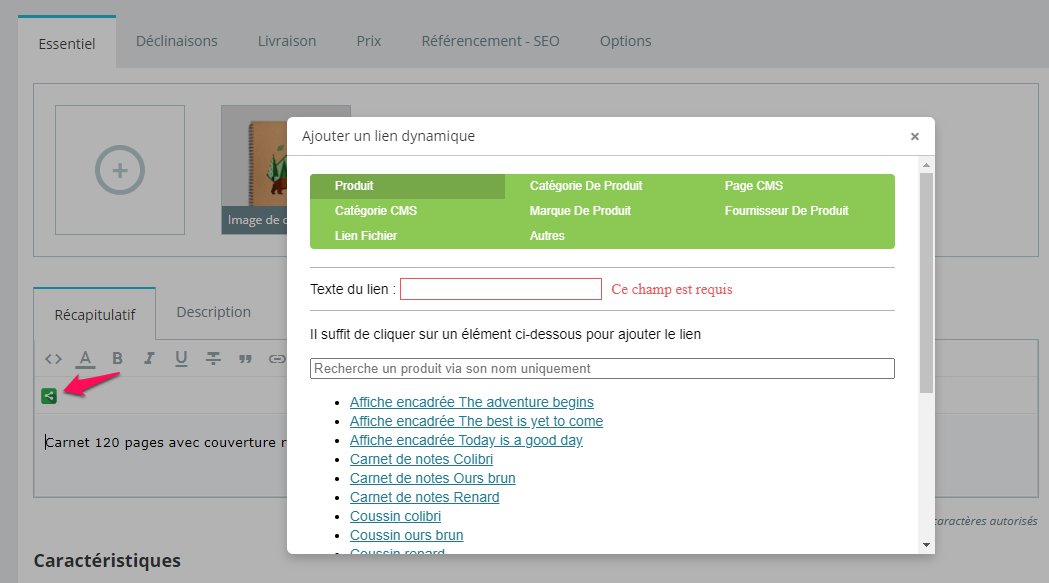 Essentiel Déclinaisons Livraison Prix Référencement - SEO Options
Ajouter un lien dynamique ×
Produit Catégorie De Produit Page CMS
Catégorie CMS Marque De Produit Fournisseur De Produit
Lien Fichier Autres
Image de c
Texte du lien : Ce champ est requis
Récapitulatif Description
Il suffit de cliquer sur un élément ci-dessous pour ajouter le lien
Recherche un produit via son nom uniquement
Affiche encadrée The adventure begins
Affiche encadrée The best is yet to come
Affiche encadrée Today is a good day
Carnet de notes Colibri
Carnet de notes Ours brun
Carnet de notes Renard
Coussin colibri
Coussin ours brun
Coussin renard
Carnet 120 pages avec couverture r
caractères autorisés
Caractéristiques